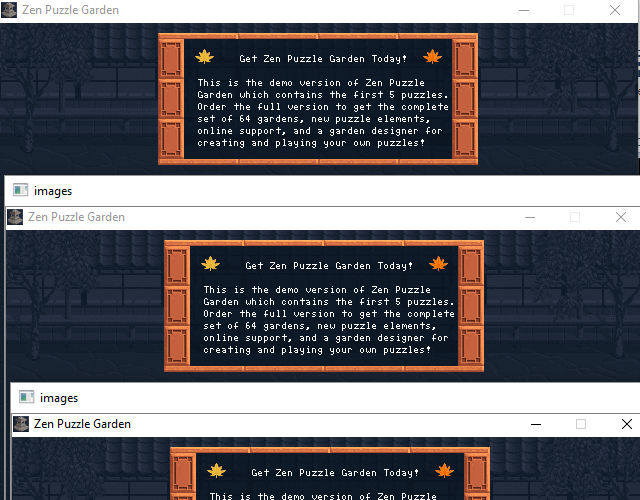 Zen Puzzle Garden
Get Zen Puzzle Garden Today!
This is the demo version of Zen Puzzle
Garden which contains the first 5 puzzles.
Order the full version to get the complete
set of 64 gardens, new puzzle elements,
online support, and a garden designer for
creating and playing your own puzzles!
images
Zen Puzzle Garden
Get Zen Puzzle Garden Today!
This is the demo version of Zen Puzzle
Garden which contains the first 5 puzzles.
Order the full version to get the complete
set of 64 gardens, new puzzle elements,
online support, and a garden designer for
creating and playing your own puzzles!
images
Zen Puzzle Garden
Get Zen Puzzle Garden Today!
This is the demo version of Zen Puzzle